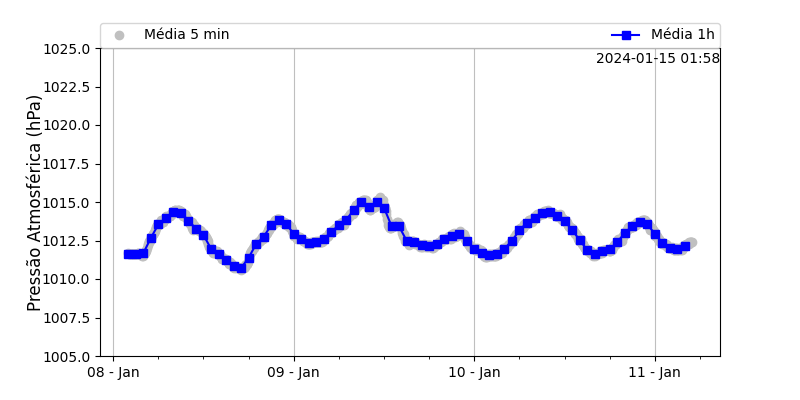 Média 5 min
Média 1h
2024-01-15 01:58
Pressão Atmosférica (hPa)
1025.0
1022.5
1020.0
1017.5
1015.0
1012.5
1010.0
1007.5
1005.0
08 - Jan
09 - Jan
10 - Jan
11 - Jan